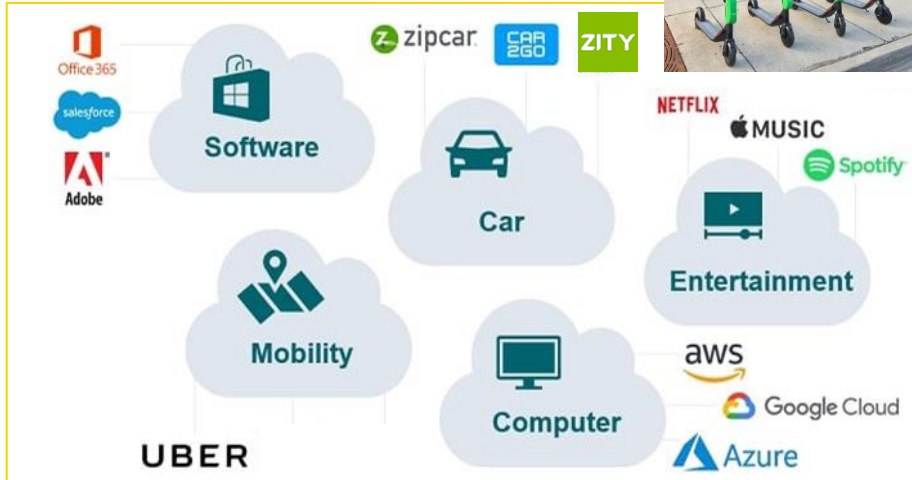 Office 365
salesforce
Adobe
Software
zipcar
CAR
2GO
ZITY
Car
NETFLIX
MUSIC
Spotify
Entertainment
Mobility
UBER
Computer
aws
Google Cloud
Azure